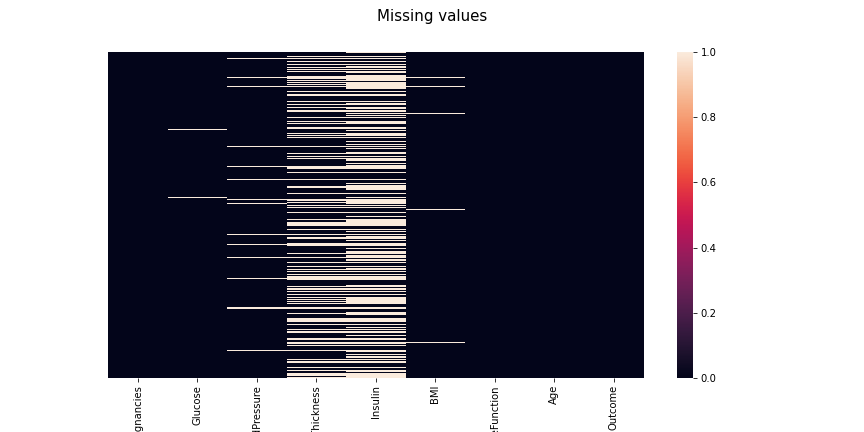 Missing values
1.0
0.8
0.6
0.4
0.2
0.0
gnancies
Glucose
lPressure
Thickness
Insulin
BMI
eFunction
Age
Outcome